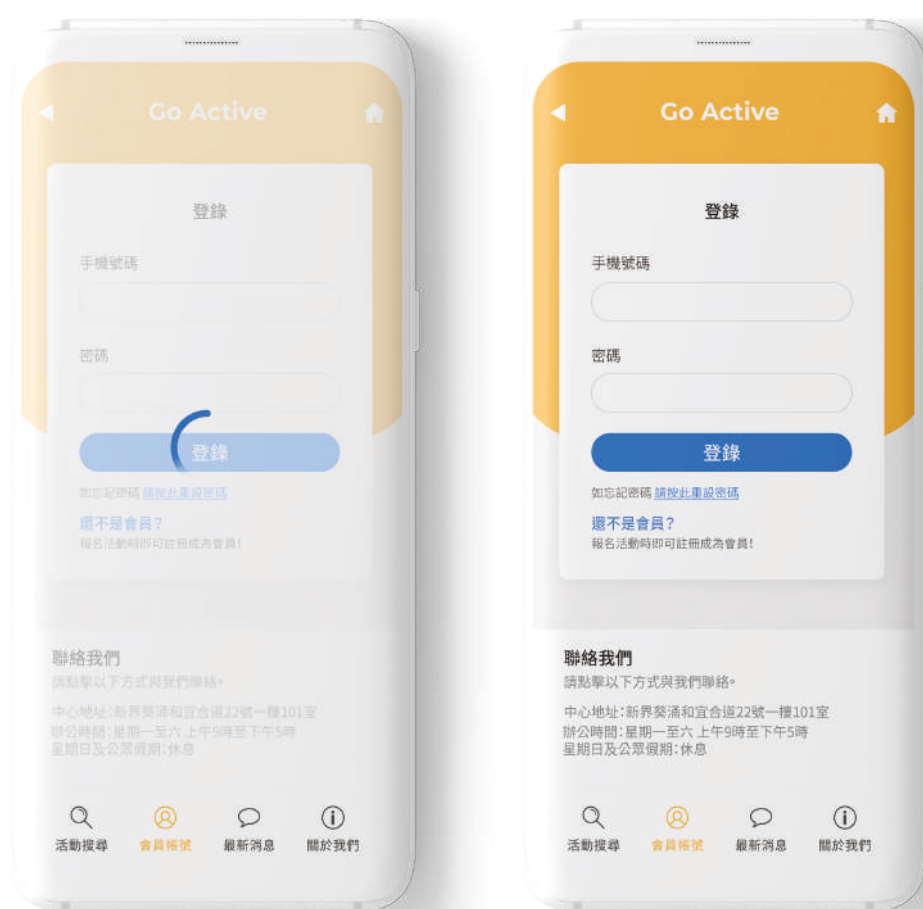 Go Active
登錄
手機號碼
密碼
登錄
如忘記密碼 請按此重設密碼
還不是會員?
報名活動時即可註冊成為會員!
聯絡我們
請點擊以下方式與我們聯絡。
中心地址:新界葵涌和宜合道22號一樓101室
辦公時間:星期一至六 上午9時至下午5時
星期日及公眾假期:休息
活動搜尋 會員帳號 最新消息 關於我們
Go Active
登錄
手機號碼
密碼
登錄
如忘記密碼 請按此重設密碼
還不是會員?
報名活動時即可註冊成為會員!
聯絡我們
請點擊以下方式與我們聯絡。
中心地址:新界葵涌和宜合道22號一樓101室
辦公時間:星期一至六 上午9時至下午5時
星期日及公眾假期:休息
活動搜尋 會員帳號 最新消息 關於我們